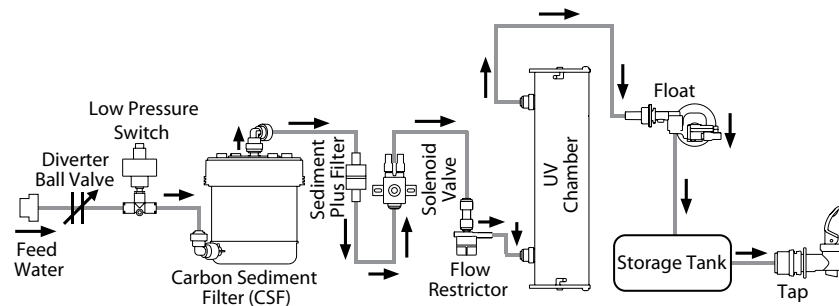 Low Pressure
Switch
Diverter
Ball Valve
Feed
Water
Carbon Sediment
Filter (CSF)
Sediment
Plus Filter
Solenoid
Valve
Flow
Restrictor
UV
Chamber
Float
Storage Tank
Tap